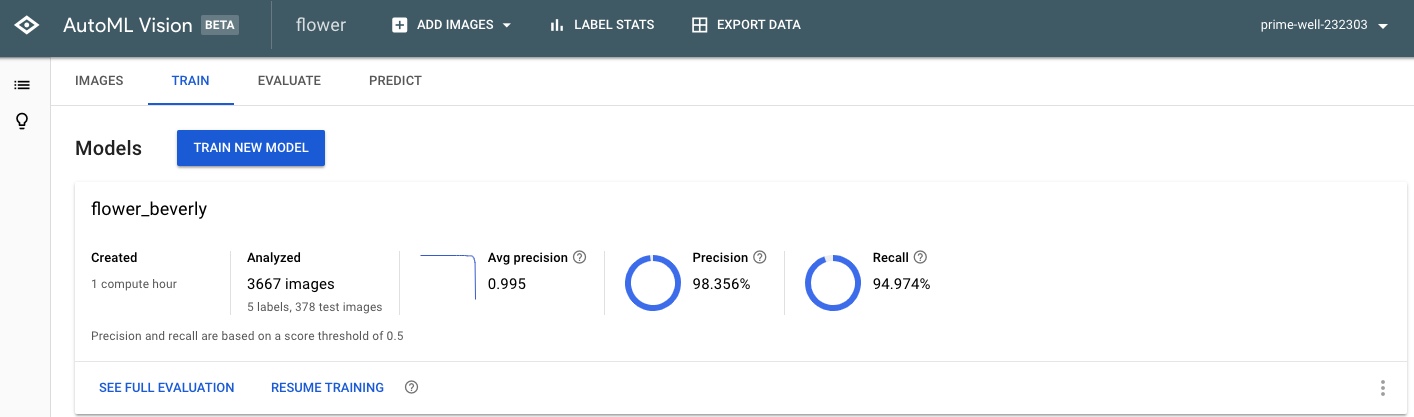 AutoML Vision BETA flower ADD IMAGES LABEL STATS EXPORT DATA prime-well-232303
IMAGES TRAIN EVALUATE PREDICT
Models TRAIN NEW MODEL
flower_beverly
Created Analyzed Avg precision ? Precision ? Recall ?
1 compute hour 3667 images 0.995 98.356% 94.974%
5 labels, 378 test images
Precision and recall are based on a score threshold of 0.5
SEE FULL EVALUATION RESUME TRAINING ?